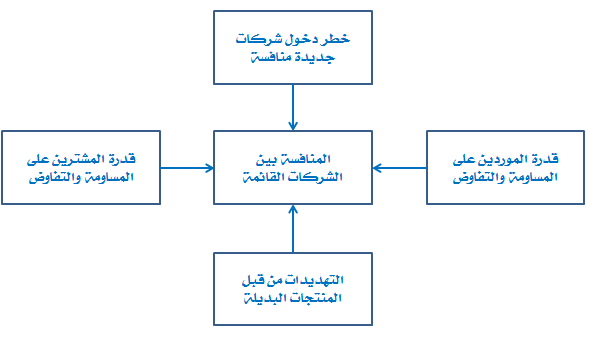 خطر دخول شركات
جديدة منافسة
قدرة الموردين على
المساومة والتفاوض
المنافسة بين
الشركات القائمة
قدرة المشترين على
المساومة والتفاوض
التهديدات من قبل
المنتجات البديلة